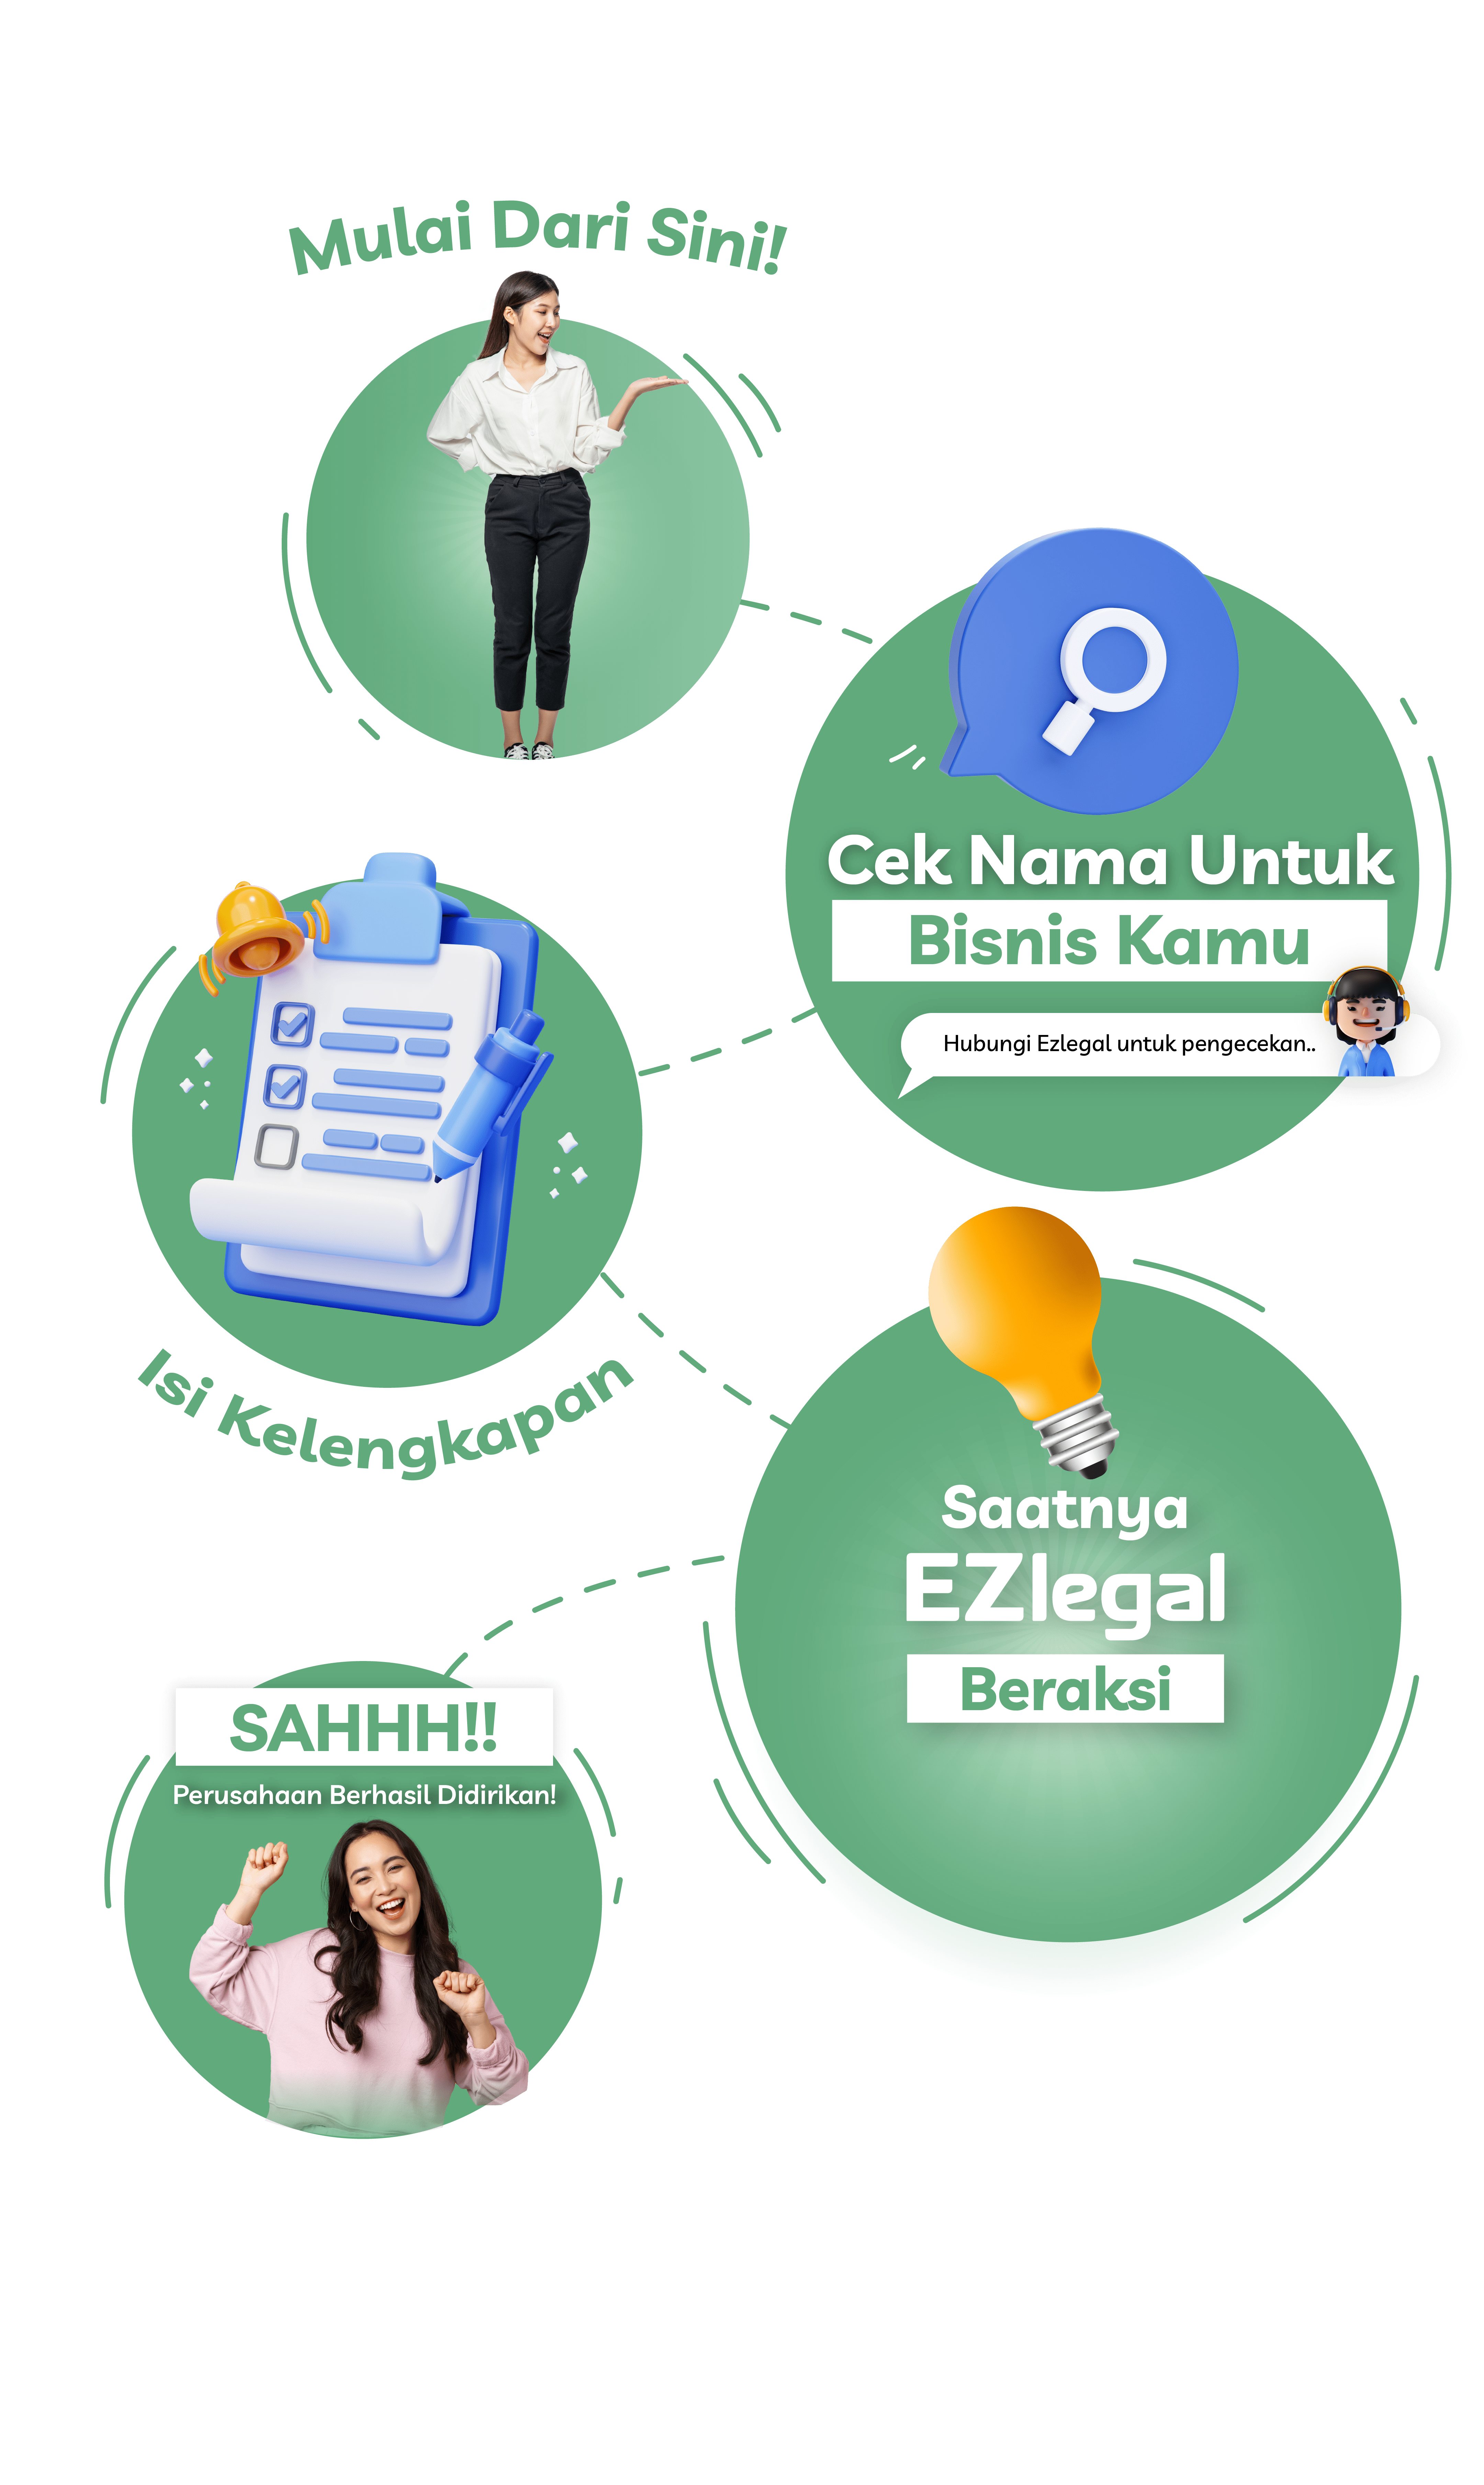 Mulai Dari Sini!
Cek Nama Untuk
Bisnis Kamu
Hubungi Ezlegal untuk pengecekan..
Isi Kelengkapan
Saatnya
EZlegal
Beraksi
SAHHH!!
Perusahaan Berhasil Didirikan!